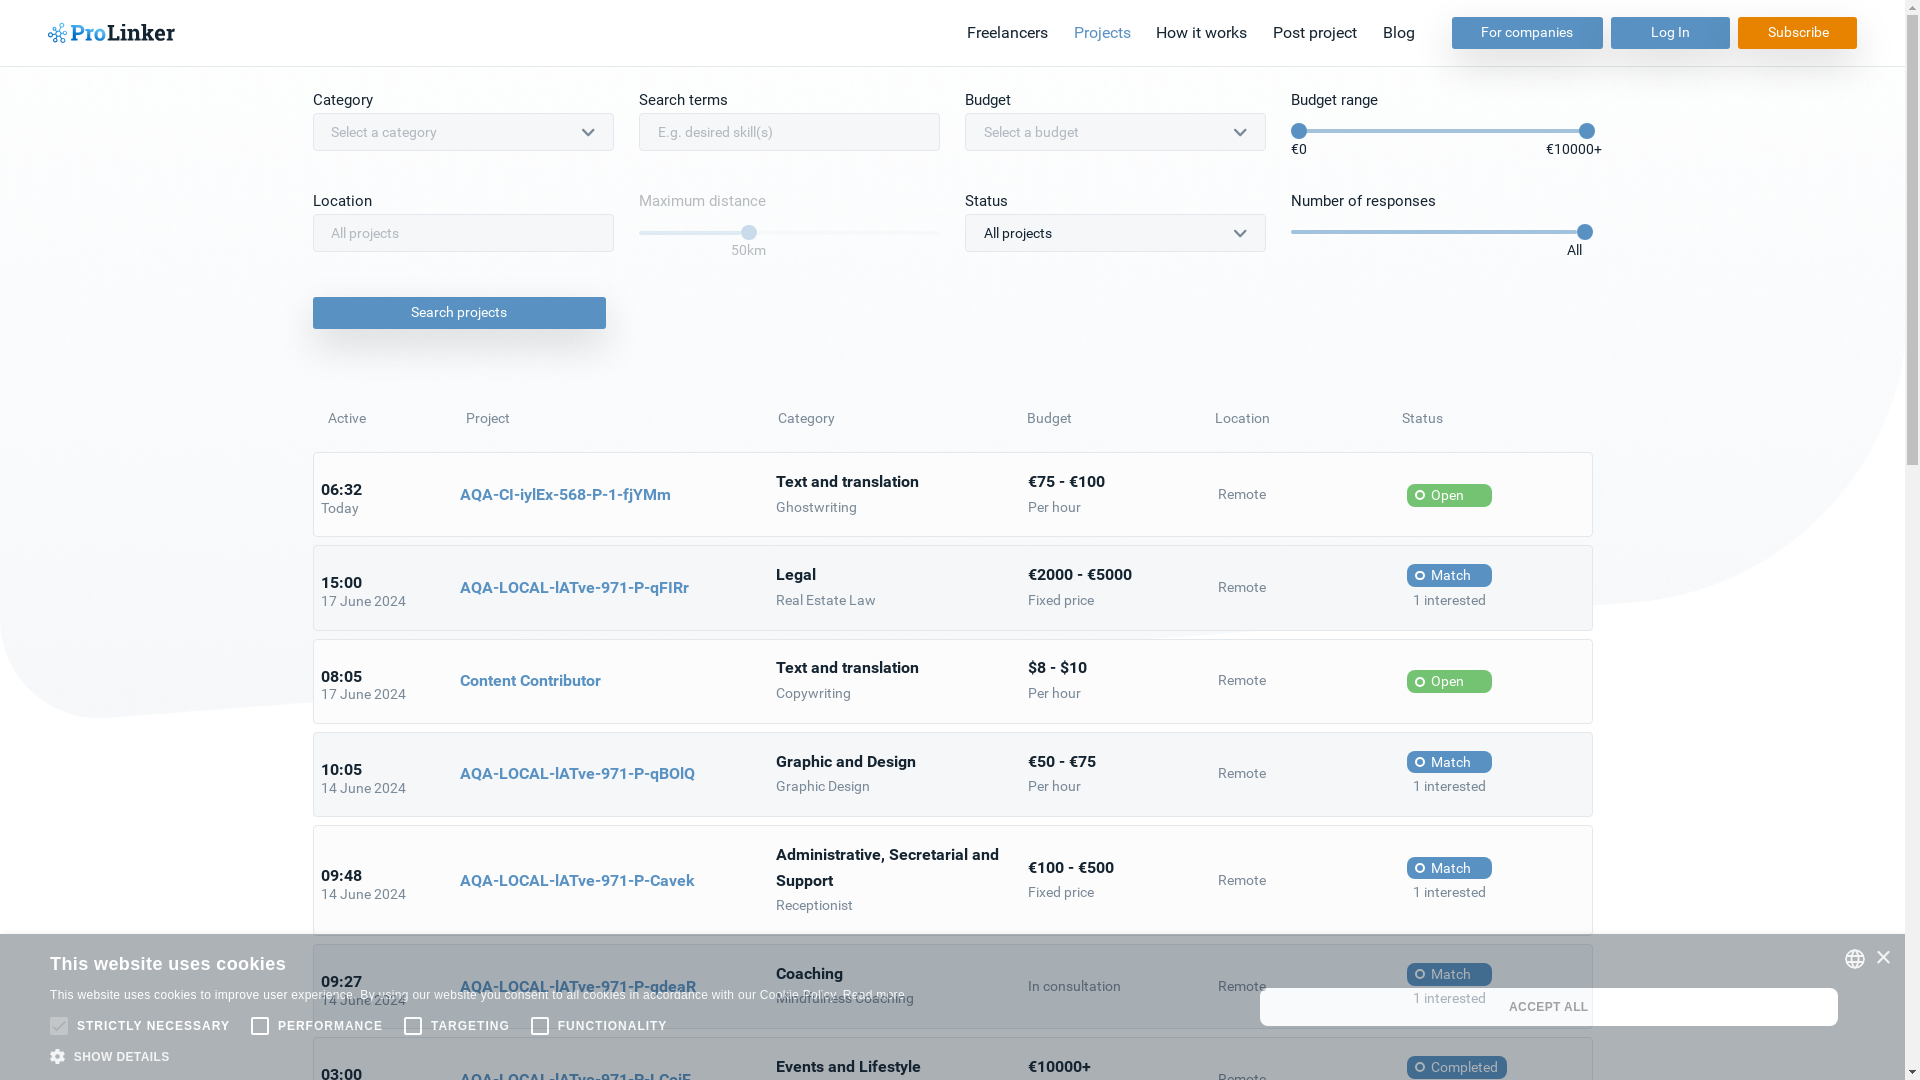 ProLinker
Freelancers Projects How it works Post project Blog For companies Log In Subscribe
Category Search terms Budget Budget range
Select a category E.g. desired skill(s) Select a budget
€0 €10000+
Location Maximum distance Status Number of responses
All projects All projects
50km All
Search projects
Active Project Category Budget Location Status
06:32
Today
AQA-CI-iylEx-568-P-1-fjYMm
Text and translation
Ghostwriting
€75 - €100
Per hour
Remote
Open
15:00
17 June 2024
AQA-LOCAL-lATve-971-P-qFIRr
Legal
Real Estate Law
€2000 - €5000
Fixed price
Remote
Match
1 interested
08:05
17 June 2024
Content Contributor
Text and translation
Copywriting
$8 - $10
Per hour
Remote
Open
10:05
14 June 2024
AQA-LOCAL-lATve-971-P-qBOlQ
Graphic and Design
Graphic Design
€50 - €75
Per hour
Remote
Match
1 interested
09:48
14 June 2024
AQA-LOCAL-lATve-971-P-Cavek
Administrative, Secretarial and
Support
Receptionist
€100 - €500
Fixed price
Remote
Match
1 interested
09:27
14 June 2024
AQA-LOCAL-lATve-971-P-qdeaR
Coaching
Mindfulness Coaching
In consultation
Remote
Match
1 interested
03:00
Events and Lifestyle
€10000+
Remote
Completed
This website uses cookies
This website uses cookies to improve user experience. By using our website you consent to all cookies in accordance with our Cookie Policy. Read more
STRICTLY NECESSARY PERFORMANCE TARGETING FUNCTIONALITY
SHOW DETAILS
ACCEPT ALL